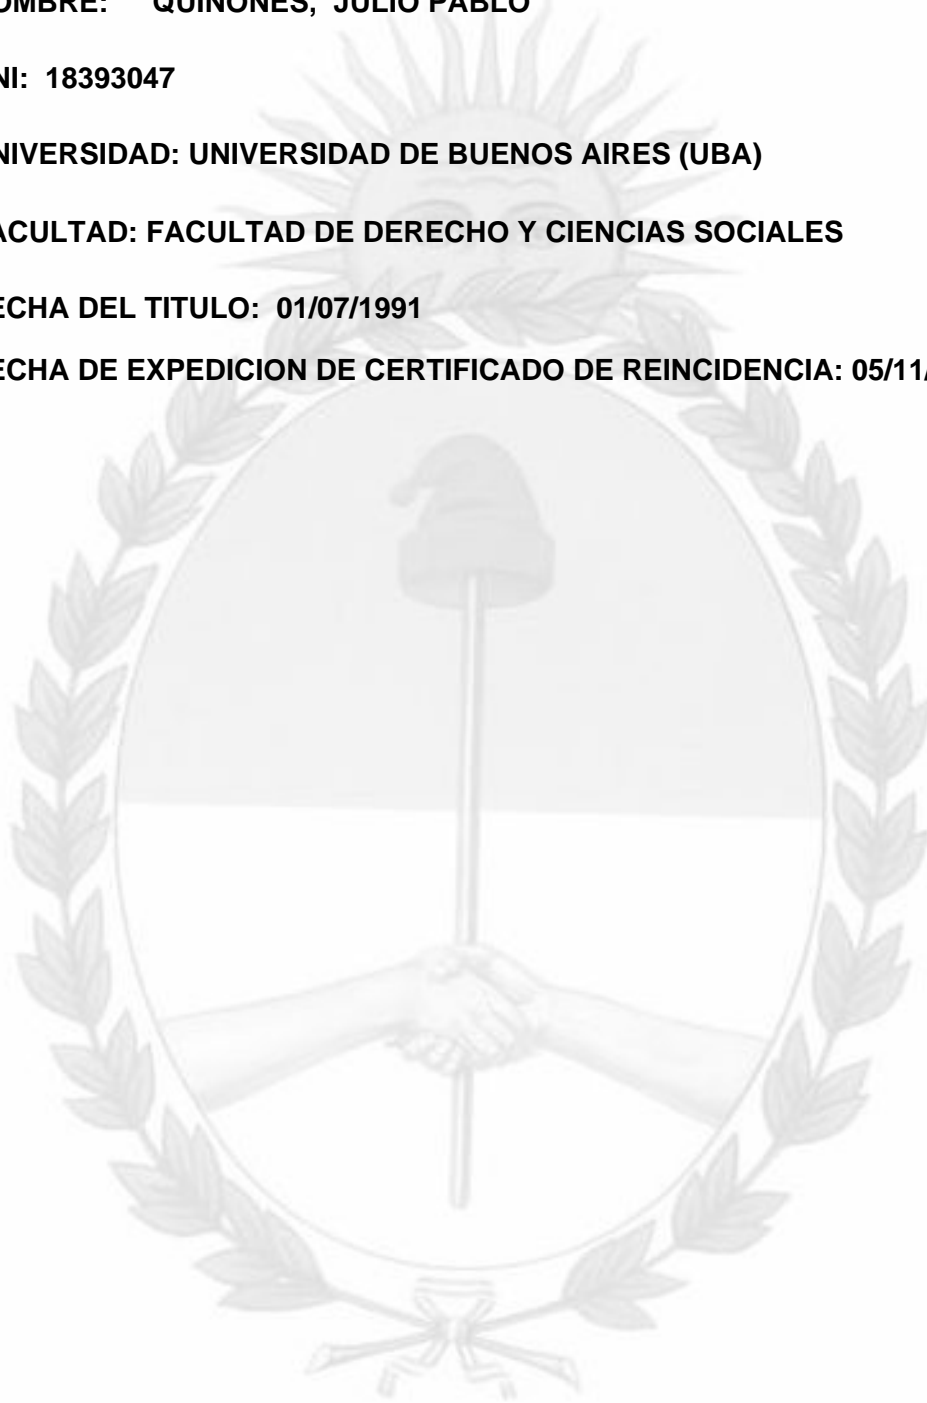 OMBRE: QUINONES, JULIO PABLO
NI: 18393047
NIVERSIDAD: UNIVERSIDAD DE BUENOS AIRES (UBA)
ACULTAD: FACULTAD DE DERECHO Y CIENCIAS SOCIALES
ECHA DEL TITULO: 01/07/1991
ECHA DE EXPEDICION DE CERTIFICADO DE REINCIDENCIA: 05/11/